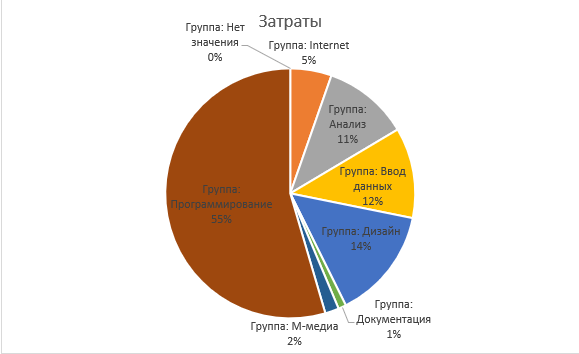 Затраты
Группа: Нет
значения
0%
Группа: Internet
5%
Группа:
Анализ
11%
Группа: Ввод
данных
12%
Группа: Дизайн
14%
Группа:
Документация
1%
Группа: М-медиа
2%
Группа:
Программирование
55%